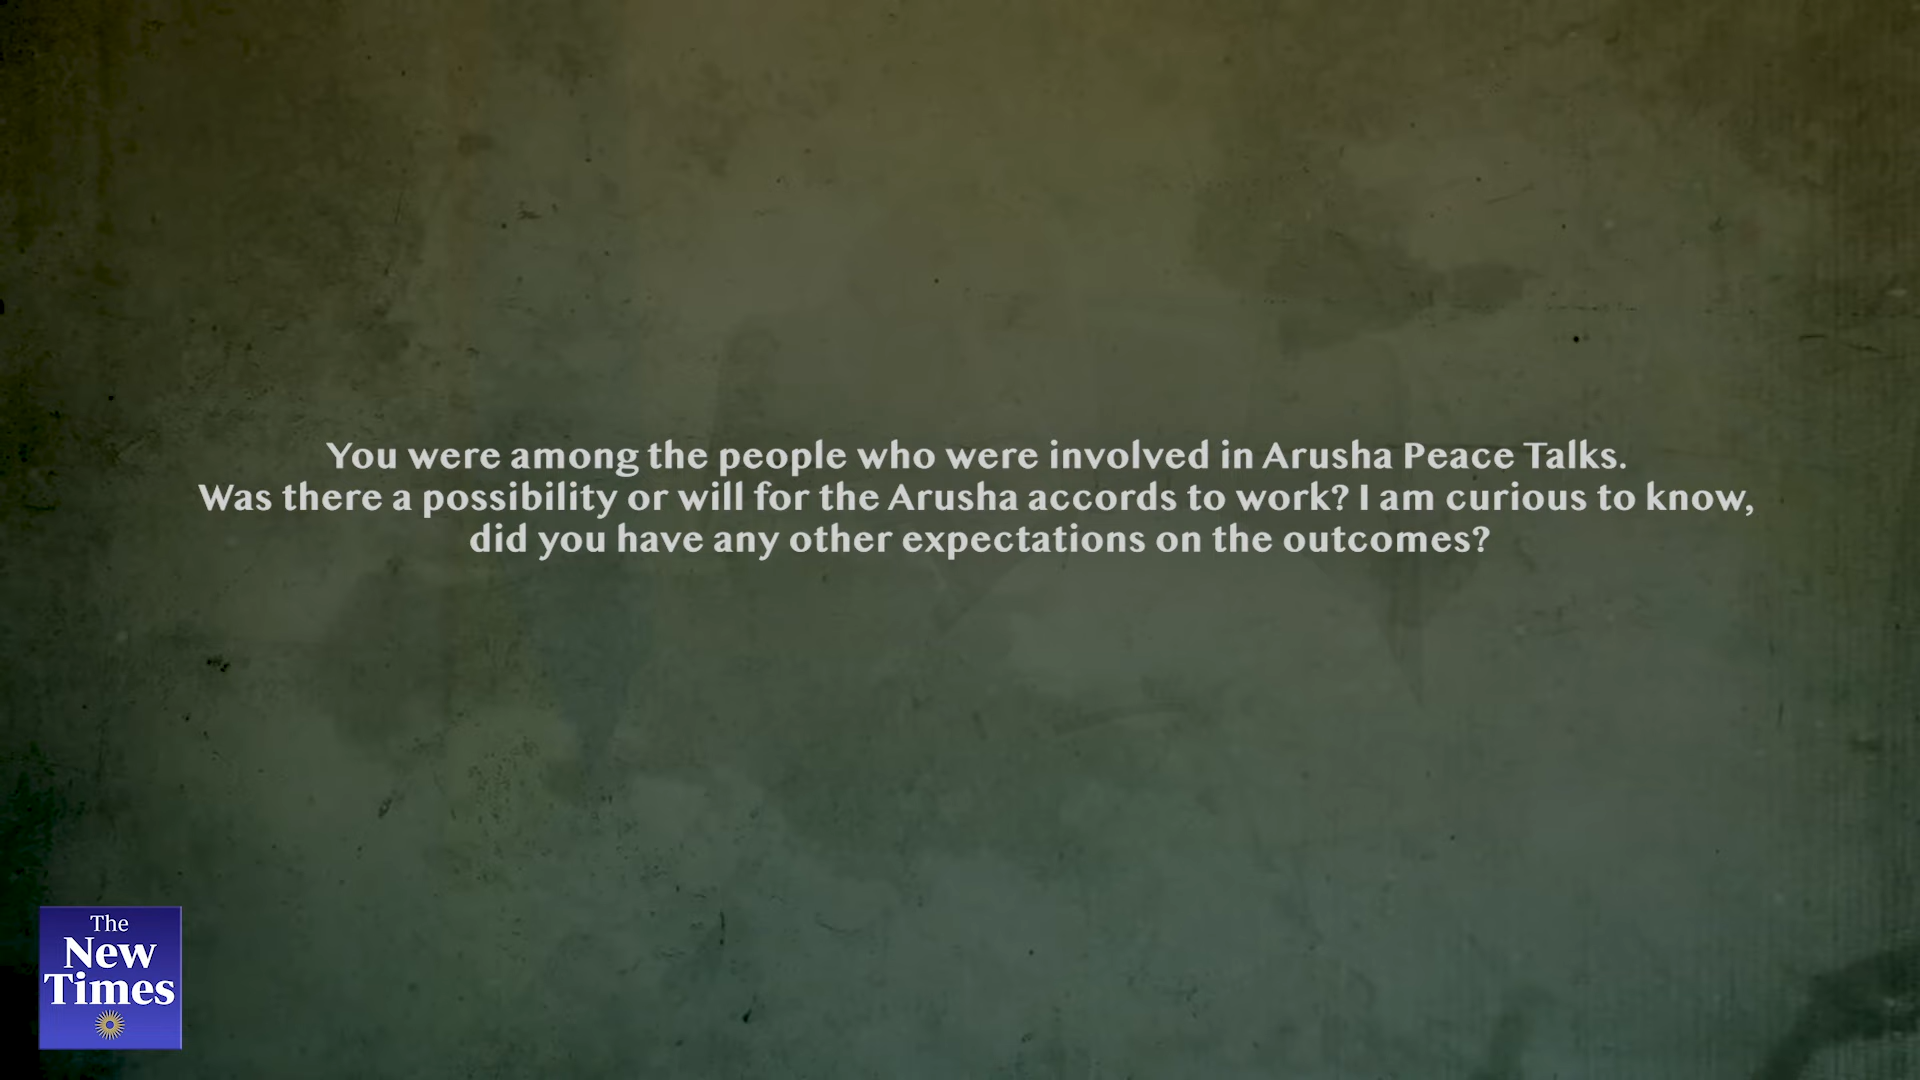 You were among the people who were involved in Arusha Peace Talks.
Was there a possibility or will for the Arusha accords to work? I am curious to know,
did you have any other expectations on the outcomes?
The
New
Times